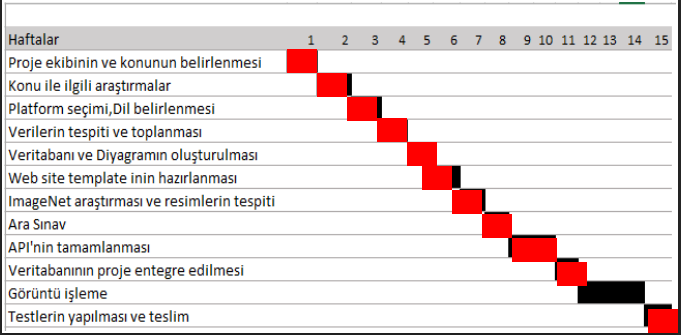 Haftalar 1 2 3 4 5 6 7 8 9 10 11 12 13 14 15
Proje ekibinin ve konunun belirlenmesi
Konu ile ilgili araştırmalar
Platform seçimi,Dil belirlenmesi
Verilerin tespiti ve toplanması
Veritabanı ve Diyagramın oluşturulması
Web site template inin hazırlanması
ImageNet araştırması ve resimlerin tespiti
Ara Sınav
API'nin tamamlanması
Veritabanının proje entegre edilmesi
Görüntü işleme
Testlerin yapılması ve teslim